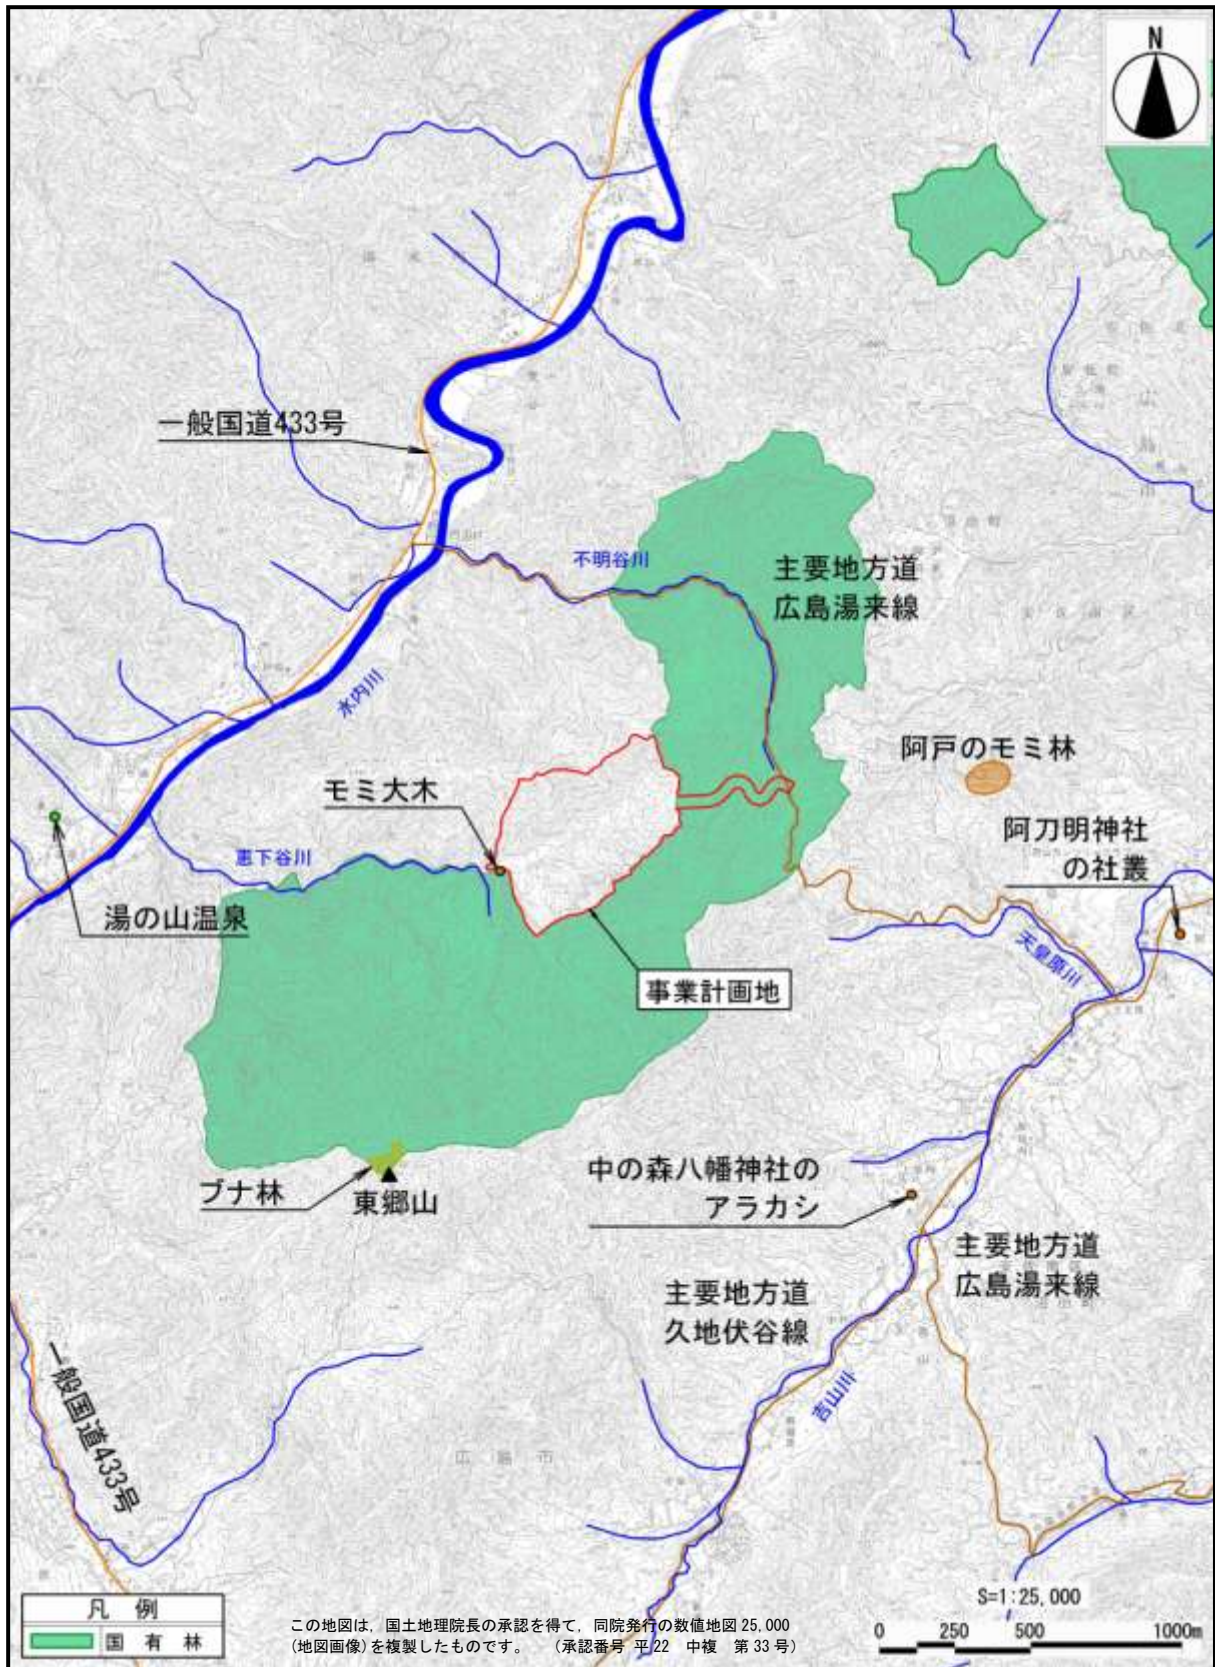 N
一般国道433号
不明谷川
主要地方道
広島湯来線
水内川
阿戸のモミ林
モミ大木
阿刀明神社
の社叢
恵下谷川
湯の山温泉
天皇原川
事業計画地
中の森八幡神社の
アラカシ
ブナ林
東郷山
主要地方道
広島湯来線
主要地方道
久地伏谷線
一般国道433号
吉山川
広島市
凡 例
国 有 林
この地図は，国土地理院長の承認を得て，同院発行の数値地図 25,000
(地図画像)を複製したものです。 （承認番号 平22 中複 第33号）
S=1:25,000
0 250 500 1000m